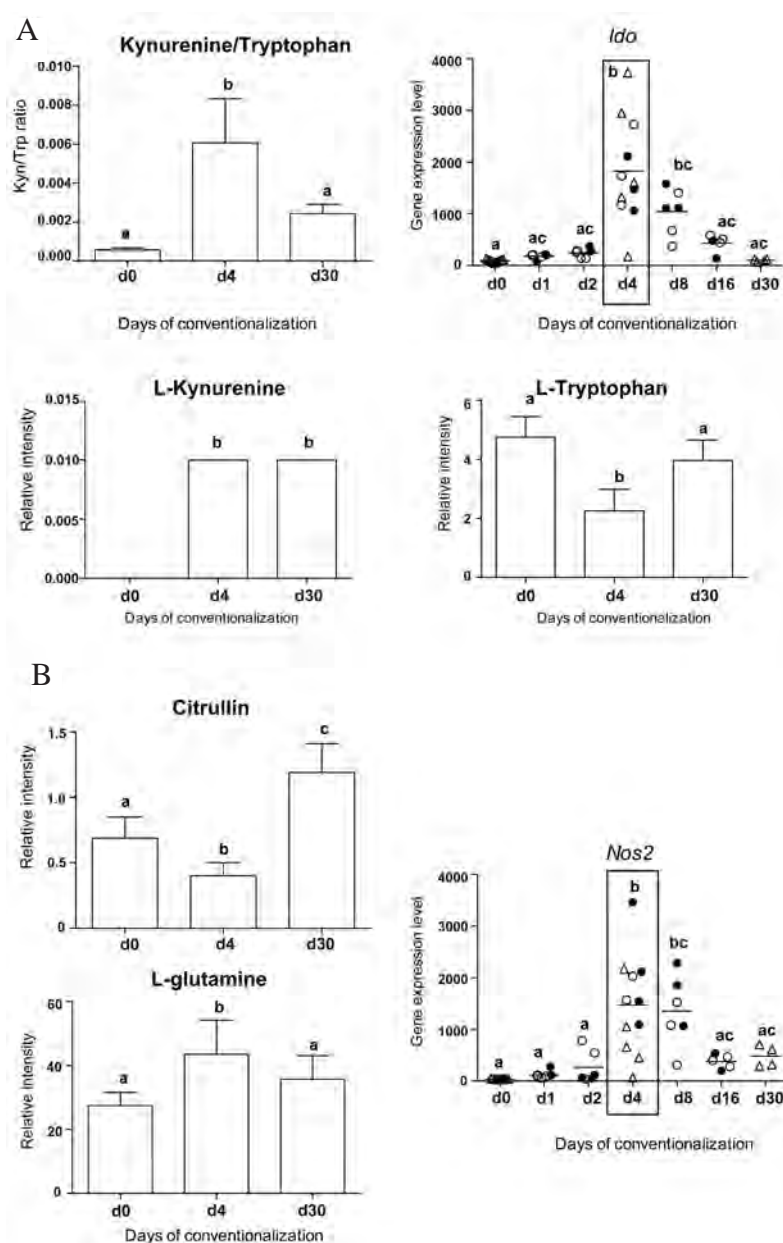 A
Kynurenine/Tryptophan
Kyn/Trp ratio
0.010
0.008
0.006
0.004
0.002
0.000
a
b
a
d0 d4 d30
Days of conventionalization
Ido
Gene expression level
4000
3000
2000
1000
0
a
ac
ac
b
bc
ac
ac
d0 d1 d2 d4 d8 d16 d30
Days of conventionalization
L-Kynurenine
Relative intensity
0.015
0.010
0.005
0.000
b
b
d0 d4 d30
Days of conventionalization
L-Tryptophan
Relative intensity
6
4
2
0
a
b
a
d0 d4 d30
Days of conventionalization
B
Citrullin
Relative intensity
1.5
1.0
0.5
0
a
b
c
d0 d4 d30
L-glutamine
Relative intensity
60
40
20
0
a
b
a
d0 d4 d30
Days of conventionalization
Nos2
Gene expression level
4000
3000
2000
1000
0
a
a
a
b
bc
ac
ac
d0 d1 d2 d4 d8 d16 d30
Days of conventionalization